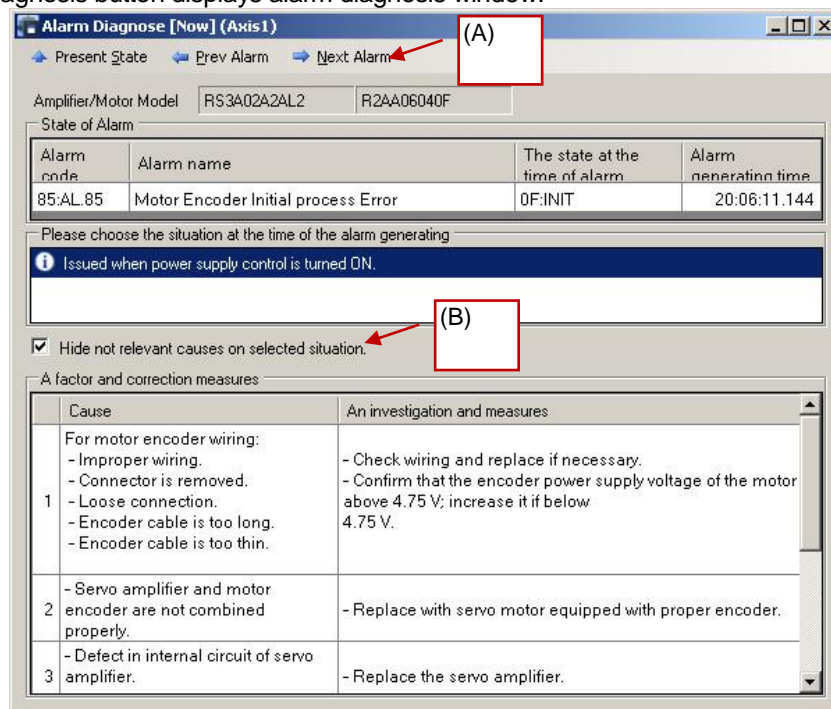 agnosis button displays alarm diagnosis window.
Alarm Diagnose [Now] (Axis1)
(A)
Present State Prev Alarm Next Alarm
Amplifier/Motor Model RS3A02A2AL2 R2AA06040F
State of Alarm
Alarm code Alarm name The state at the time of alarm Alarm generating time
85:AL.85 Motor Encoder Initial process Error 0F:INIT 20:06:11.144
Please choose the situation at the time of the alarm generating
Issued when power supply control is turned ON.
(B)
Hide not relevant causes on selected situation.
A factor and correction measures
Cause An investigation and measures
1
For motor encoder wiring:
- Improper wiring.
- Connector is removed.
- Loose connection.
- Encoder cable is too long.
- Encoder cable is too thin.
- Check wiring and replace if necessary.
- Confirm that the encoder power supply voltage of the motor
above 4.75 V; increase it if below
4.75 V.
2
- Servo amplifier and motor
encoder are not combined
properly.
- Replace with servo motor equipped with proper encoder.
3
- Defect in internal circuit of servo
amplifier.
- Replace the servo amplifier.